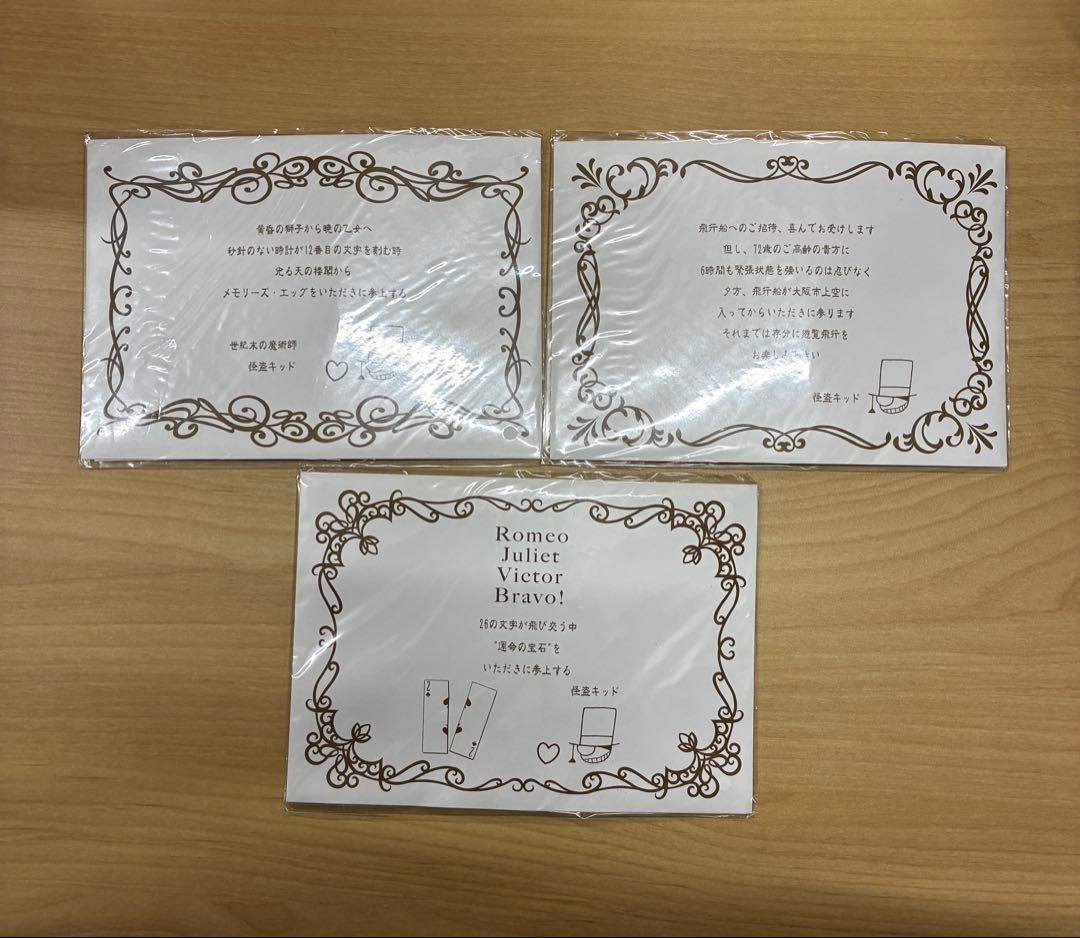 黄昏の獅子から暁の乙女へ
秒針のない時計が12番目の文字を刻む時
光る天の楼閣から
メモリーズ・エッグをいただきに参上する
世紀末の魔術師
怪盗キッド
飛行船へのご招待、喜んでお受けします
但し、72歳のご高齢の貴方に
6時間も緊張状態を強いるのは忍びなく
夕方、飛行船が大阪市上空に
入ってからいただきに参ります
それまでは存分に遊覧飛行を
お楽しみ下さい
怪盗キッド
Romeo
Juliet
Victor
Bravo!
26の文字が飛び交う中
"運命の宝石"を
いただきに参上する
怪盗キッド
2
2